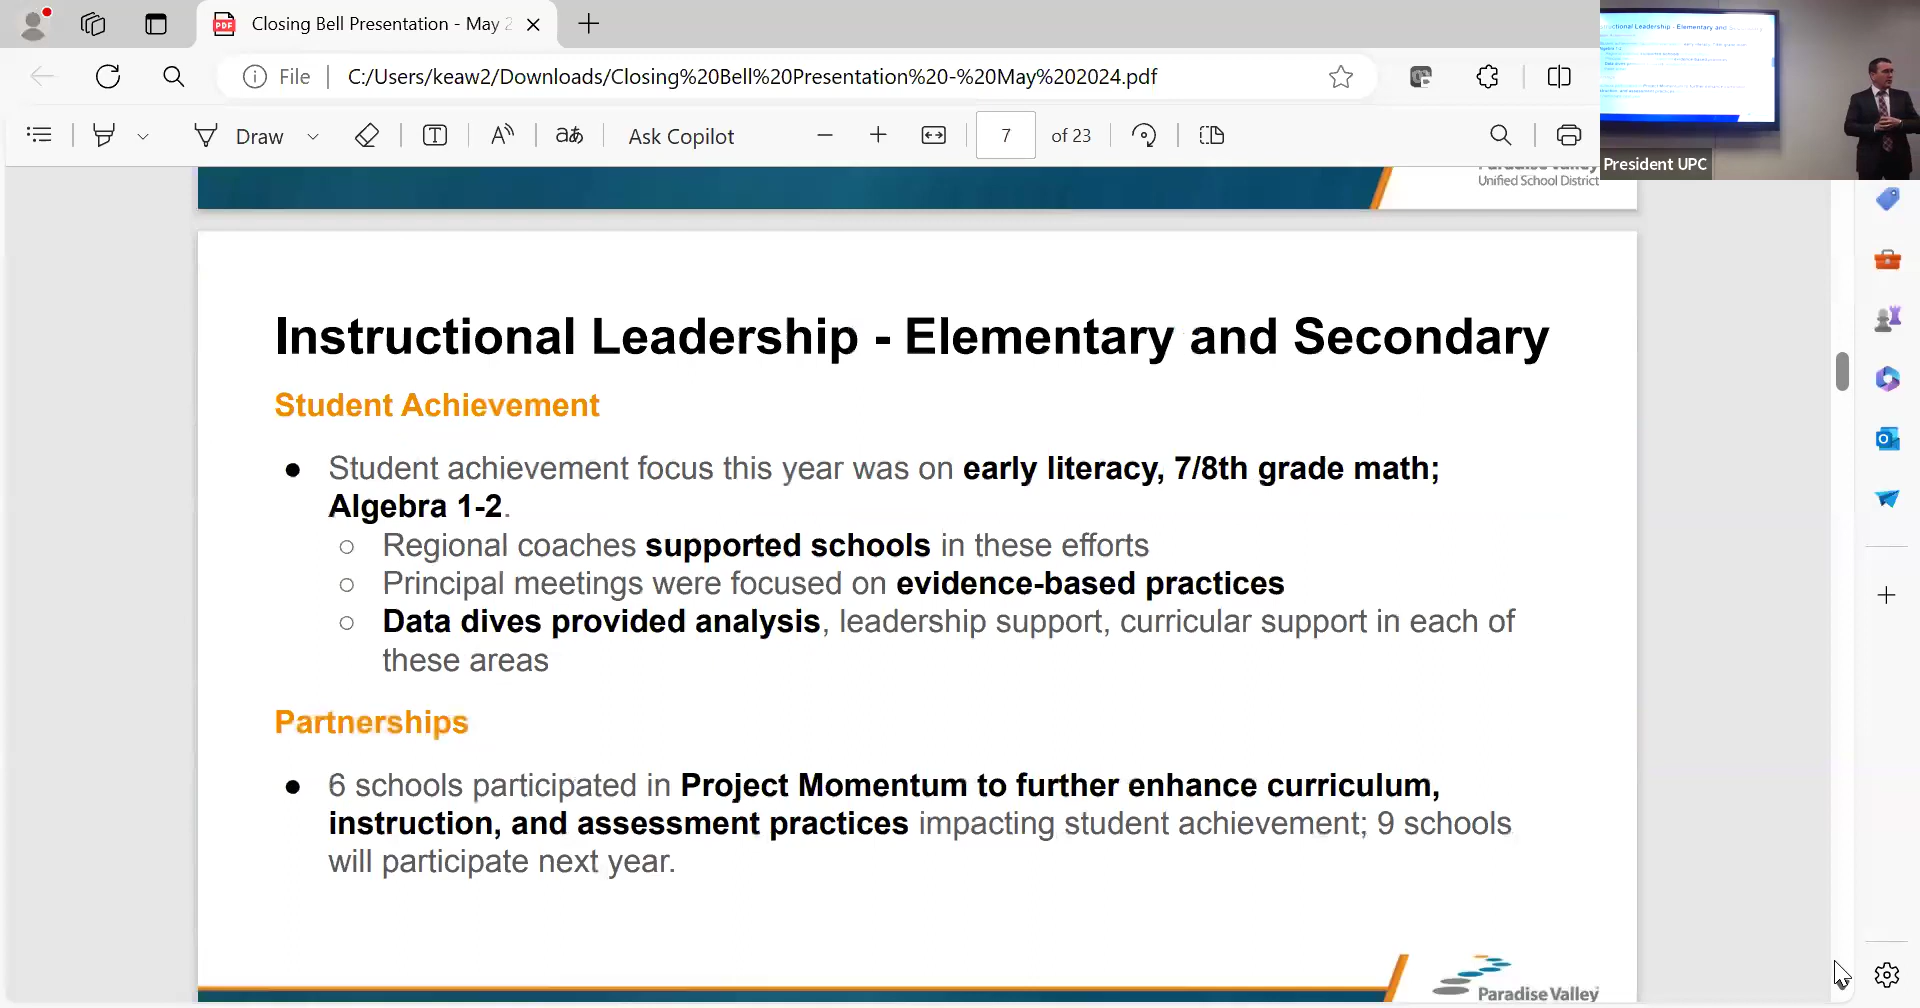 Closing Bell Presentation - May 2
File
C:/Users/keaw2/Downloads/Closing%20Bell%20Presentation%20-%20May%202024.pdf
Draw
Ask Copilot
7 of 23
President UPC
Paradise Valley
Unified School District
Instructional Leadership - Elementary and Secondary
Student Achievement
● Student achievement focus this year was on early literacy, 7/8th grade math;
Algebra 1-2.
○ Regional coaches supported schools in these efforts
○ Principal meetings were focused on evidence-based practices
○ Data dives provided analysis, leadership support, curricular support in each of
these areas
Partnerships
● 6 schools participated in Project Momentum to further enhance curriculum,
instruction, and assessment practices impacting student achievement; 9 schools
will participate next year.
Paradise Valley